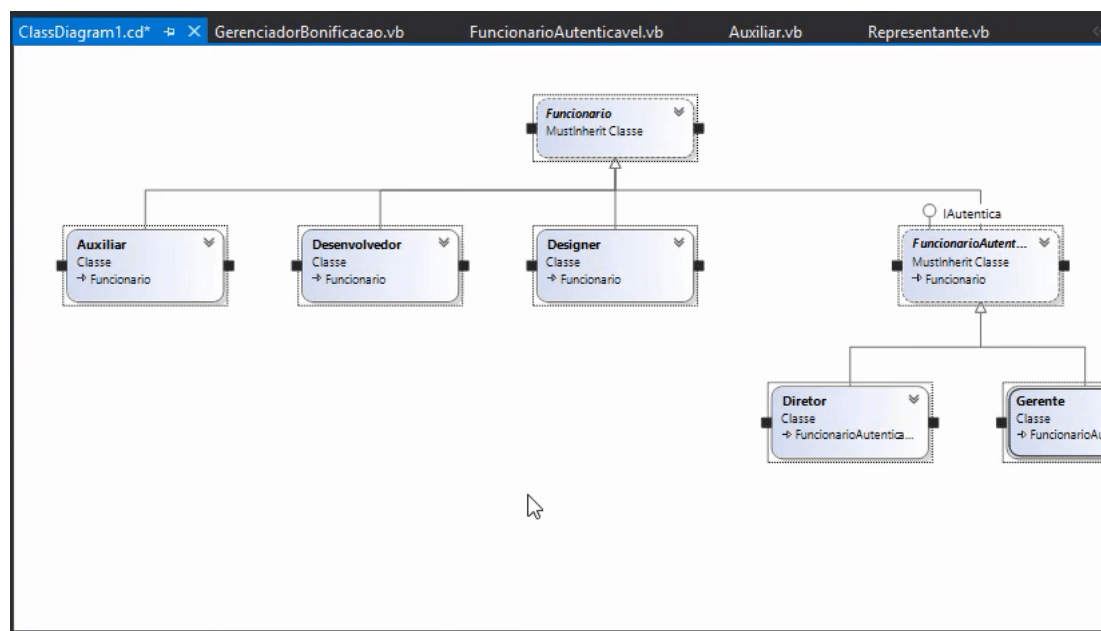 ClassDiagram1.cd*
GerenciadorBonificacao.vb
FuncionarioAutenticavel.vb
Auxiliar.vb
Representante.vb
Funcionario
MustInherit Classe
IAutentica
Auxiliar
Classe
Funcionario
Desenvolvedor
Classe
Funcionario
Designer
Classe
Funcionario
FuncionarioAutent...
MustInherit Classe
Funcionario
Diretor
Classe
FuncionarioAutentica...
Gerente
Classe
FuncionarioAu